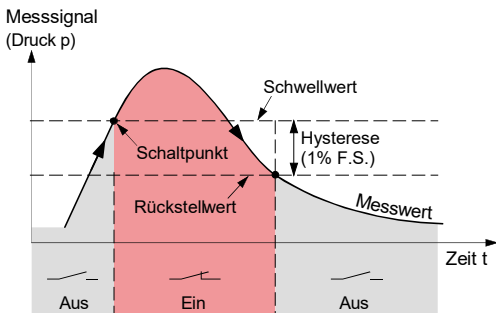 Messsignal
(Druck p)
Schwellwert
Schaltpunkt
Hysterese
(1% F.S.)
Rückstellwert
Messwert
Zeit t
Aus
Ein
Aus